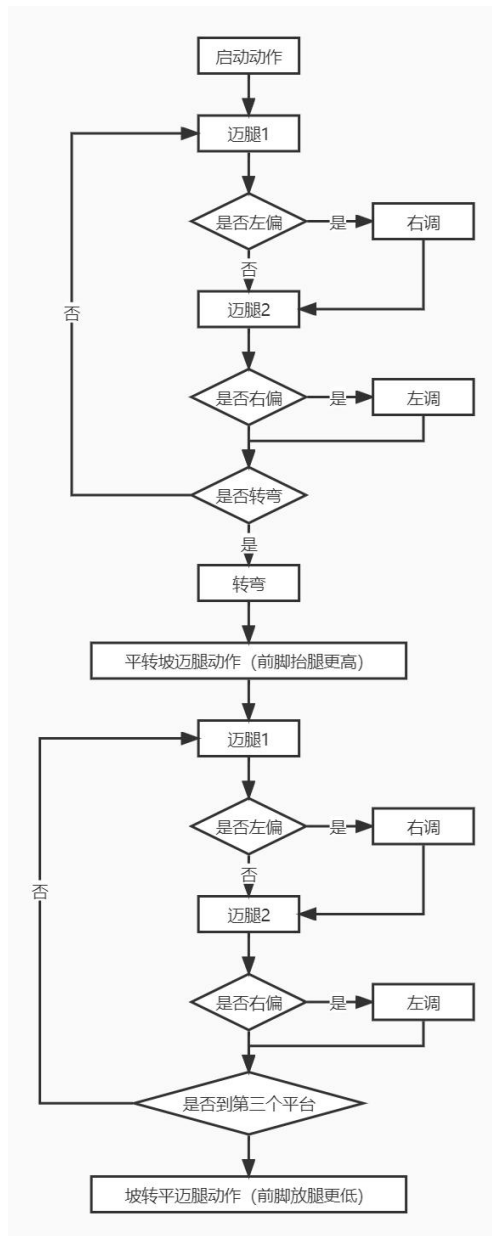 启动动作
迈腿1
是否左偏
是
右调
否
迈腿2
否
是否右偏
是
左调
是否转弯
是
转弯
平转坡迈腿动作（前脚抬腿更高）
迈腿1
是否左偏
是
右调
否
否
迈腿2
是否右偏
是
左调
是否到第三个平台
坡转平迈腿动作（前脚放腿更低）